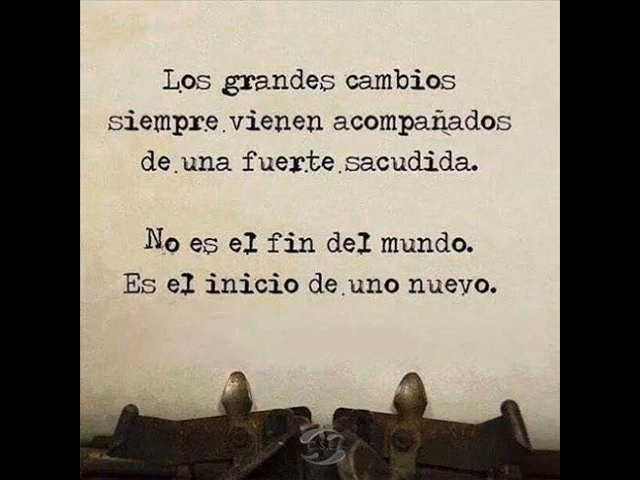 Los grandes cambios
siempre vienen acompañados
de una fuerte sacudida.
No es el fin del mundo.
Es el inicio de uno nuevo.